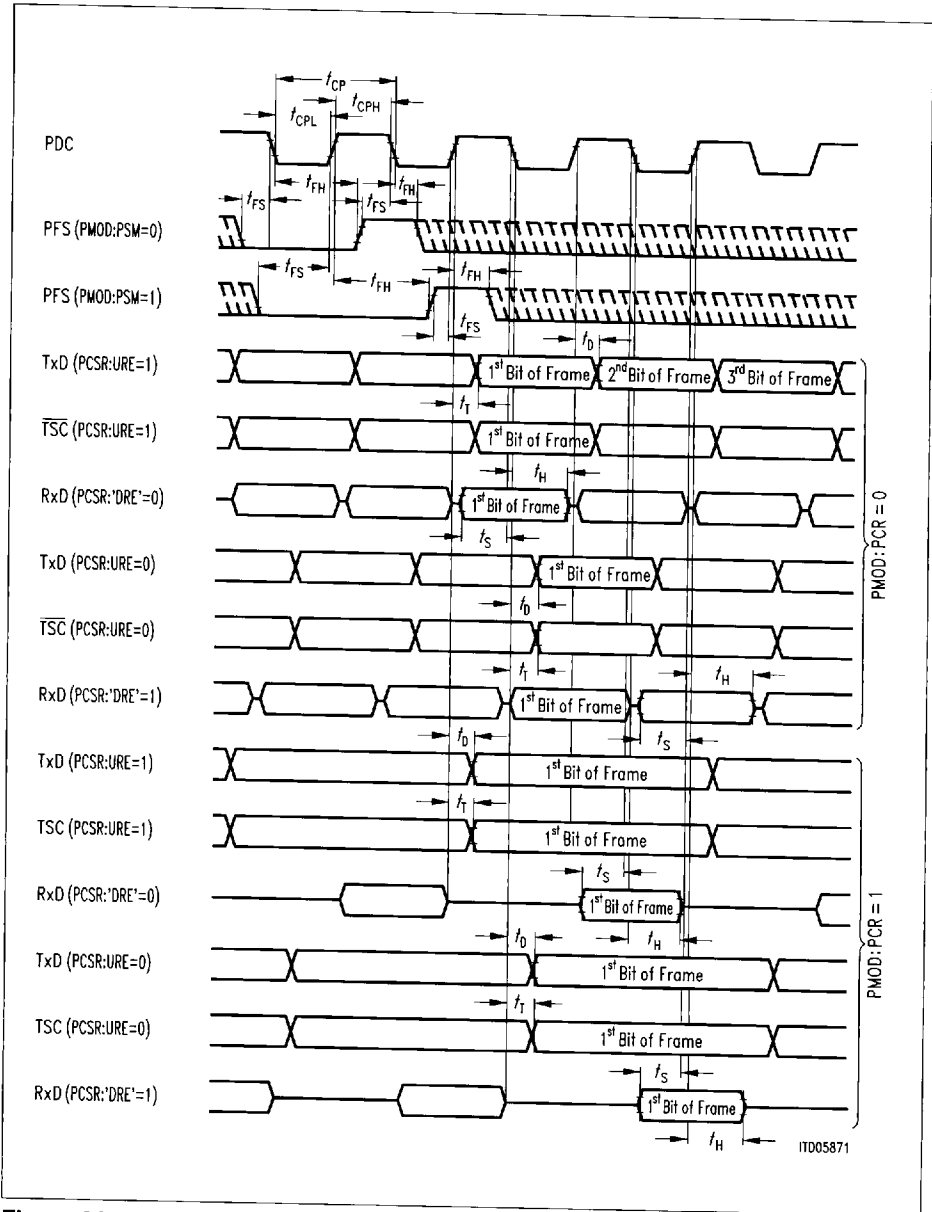 tCP
tCPL tCPH
PDC
tFH tFH
tFS tFS
PFS (PMOD:PSM=0)
tFS tFH tFH
PFS (PMOD:PSM=1)
tFS tD
TxD (PCSR:URE=1) 1st Bit of Frame 2nd Bit of Frame 3rd Bit of Frame
tT
TSC (PCSR:URE=1) 1st Bit of Frame
tH
RxD (PCSR:'DRE'=0) 1st Bit of Frame
tS
TxD (PCSR:URE=0) 1st Bit of Frame
tD
TSC (PCSR:URE=0)
tT tH
RxD (PCSR:'DRE'=1) 1st Bit of Frame
PMOD:PCR = 0
tD tS
TxD (PCSR:URE=1) 1st Bit of Frame
tT
TSC (PCSR:URE=1) 1st Bit of Frame
tS
RxD (PCSR:'DRE'=0) 1st Bit of Frame
tD tH
TxD (PCSR:URE=0) 1st Bit of Frame
tT
TSC (PCSR:URE=0) 1st Bit of Frame
tS
RxD (PCSR:'DRE'=1) 1st Bit of Frame
tH
PMOD:PCR = 1
ITD05871